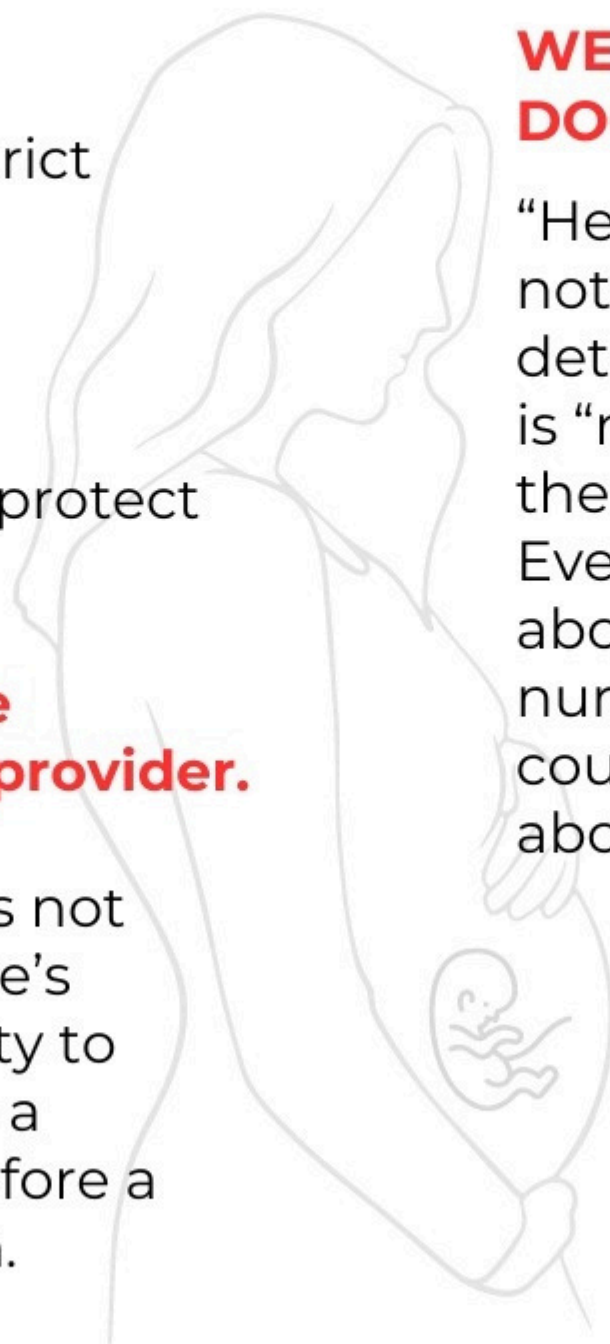 rict
protect
e
provider.
s not
e’s
ty to
a
fore a
.
WE
DO
“He
not
det
is “r
the
Eve
abo
nur
cou
abo